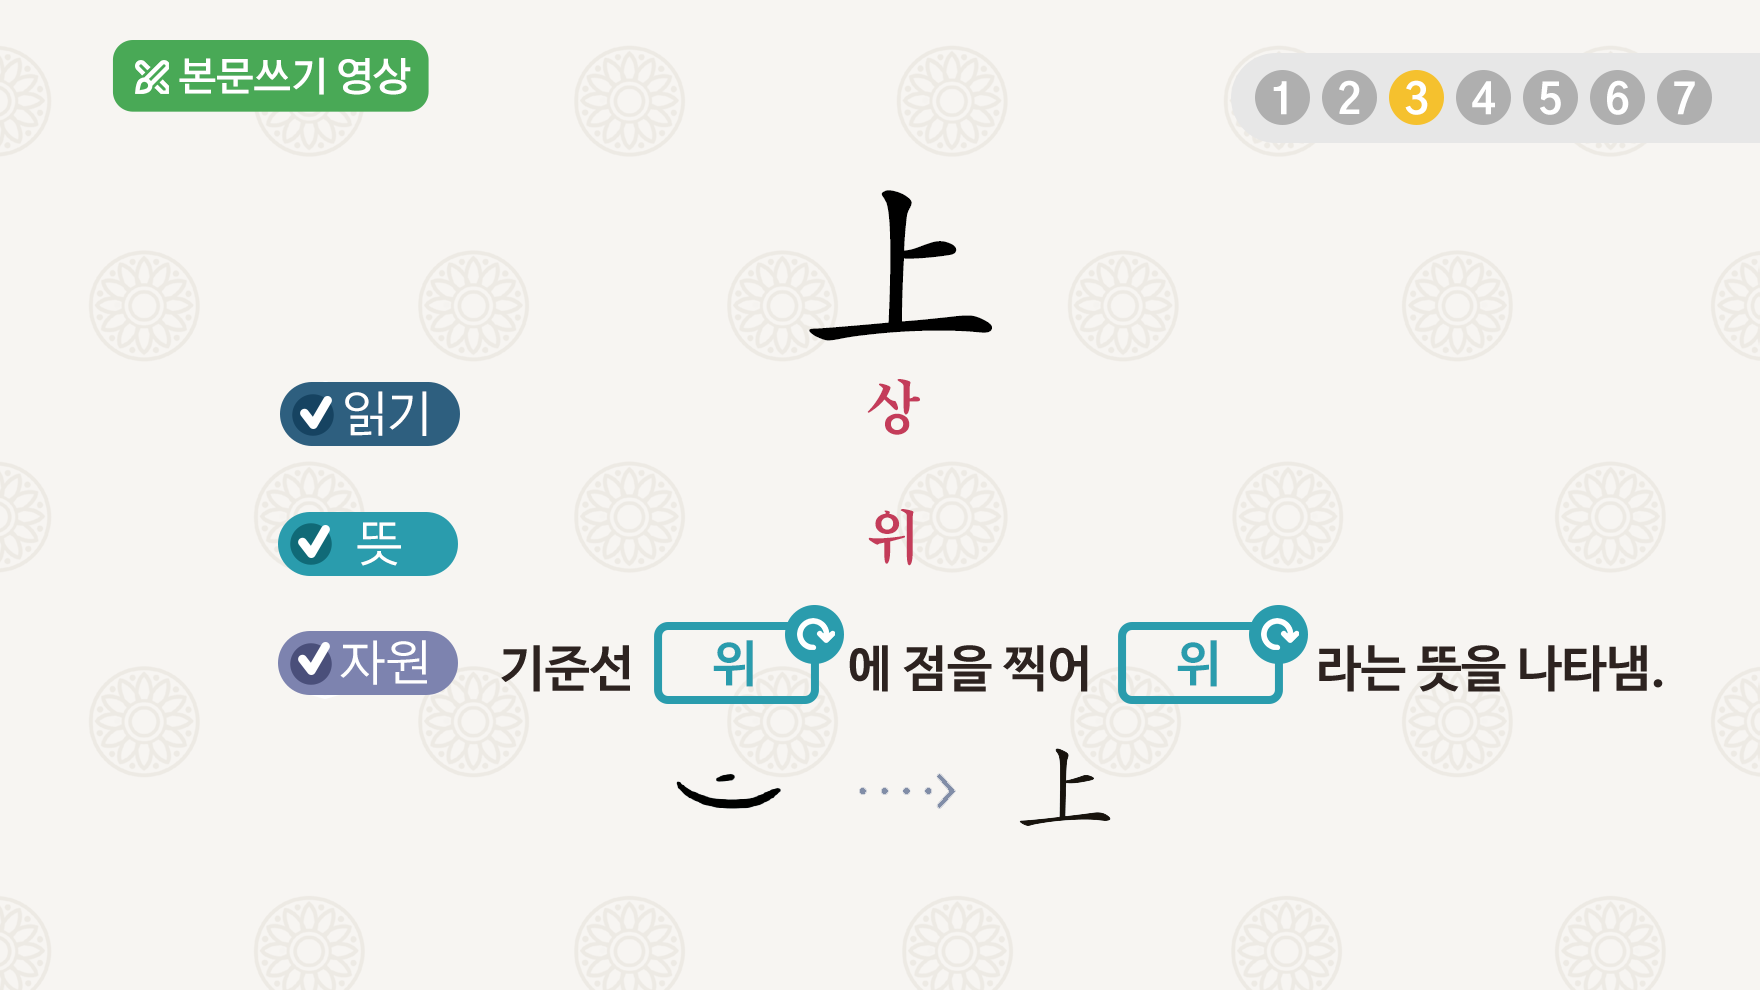 본문쓰기 영상
1 2 3 4 5 6 7
上
읽기 상
뜻 위
자원 기준선 위 에 점을 찍어 위 라는 뜻을 나타냄.
上